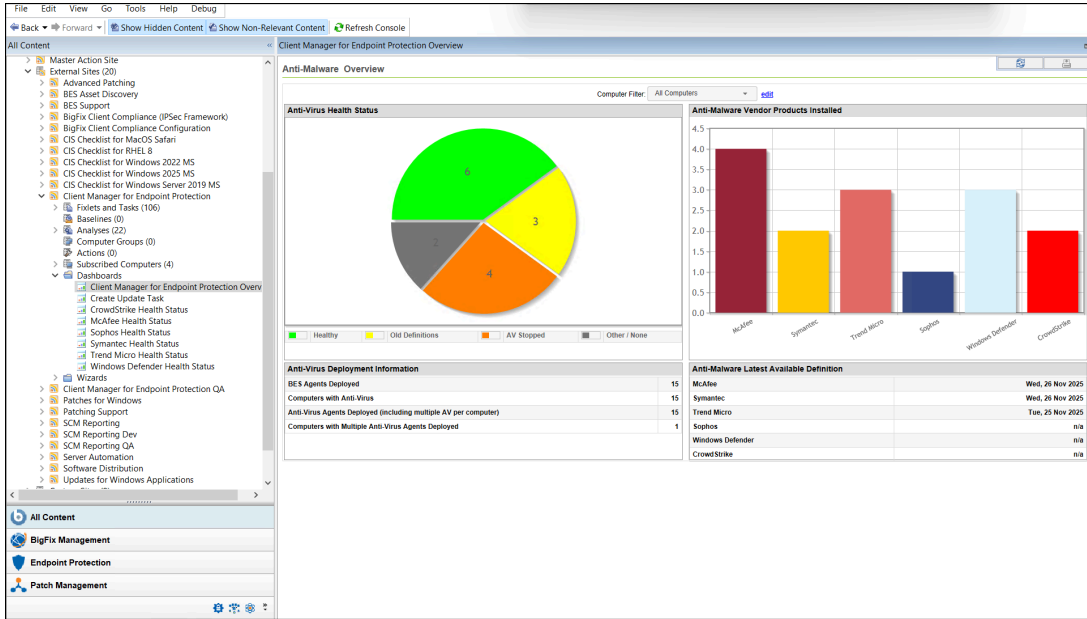 File Edit View Go Tools Help Debug
Back Forward Show Hidden Content Show Non-Relevant Content Refresh Console
All Content «
Master Action Site
External Sites (20)
Advanced Patching
BES Asset Discovery
BES Support
BigFix Client Compliance (IPSec Framework)
BigFix Client Compliance Configuration
CIS Checklist for MacOS Safari
CIS Checklist for RHEL 8
CIS Checklist for Windows 2022 MS
CIS Checklist for Windows 2025 MS
CIS Checklist for Windows Server 2019 MS
Client Manager for Endpoint Protection
Fixlets and Tasks (106)
Baselines (0)
Analyses (22)
Computer Groups (0)
Actions (0)
Subscribed Computers (4)
Dashboards
Client Manager for Endpoint Protection Overv
Create Update Task
CrowdStrike Health Status
McAfee Health Status
Sophos Health Status
Symantec Health Status
Trend Micro Health Status
Windows Defender Health Status
Wizards
Client Manager for Endpoint Protection QA
Patches for Windows
Patching Support
SCM Reporting
SCM Reporting Dev
SCM Reporting QA
Server Automation
Software Distribution
Updates for Windows Applications
All Content
BigFix Management
Endpoint Protection
Patch Management
Client Manager for Endpoint Protection Overview
Anti-Malware Overview
Computer Filter: All Computers edit
Anti-Virus Health Status
6
3
2
4
Healthy Old Definitions AV Stopped Other / None
Anti-Malware Vendor Products Installed
4.5
4.0
3.5
3.0
2.5
2.0
1.5
1.0
0.5
0.0
McAfee Symantec Trend Micro Sophos Windows Defender CrowdStrike
Anti-Virus Deployment Information
BES Agents Deployed 15
Computers with Anti-Virus 15
Anti-Virus Agents Deployed (including multiple AV per computer) 15
Computers with Multiple Anti-Virus Agents Deployed 1
Anti-Malware Latest Available Definition
McAfee Wed, 26 Nov 2025
Symantec Wed, 26 Nov 2025
Trend Micro Tue, 25 Nov 2025
Sophos n/a
Windows Defender n/a
CrowdStrike n/a